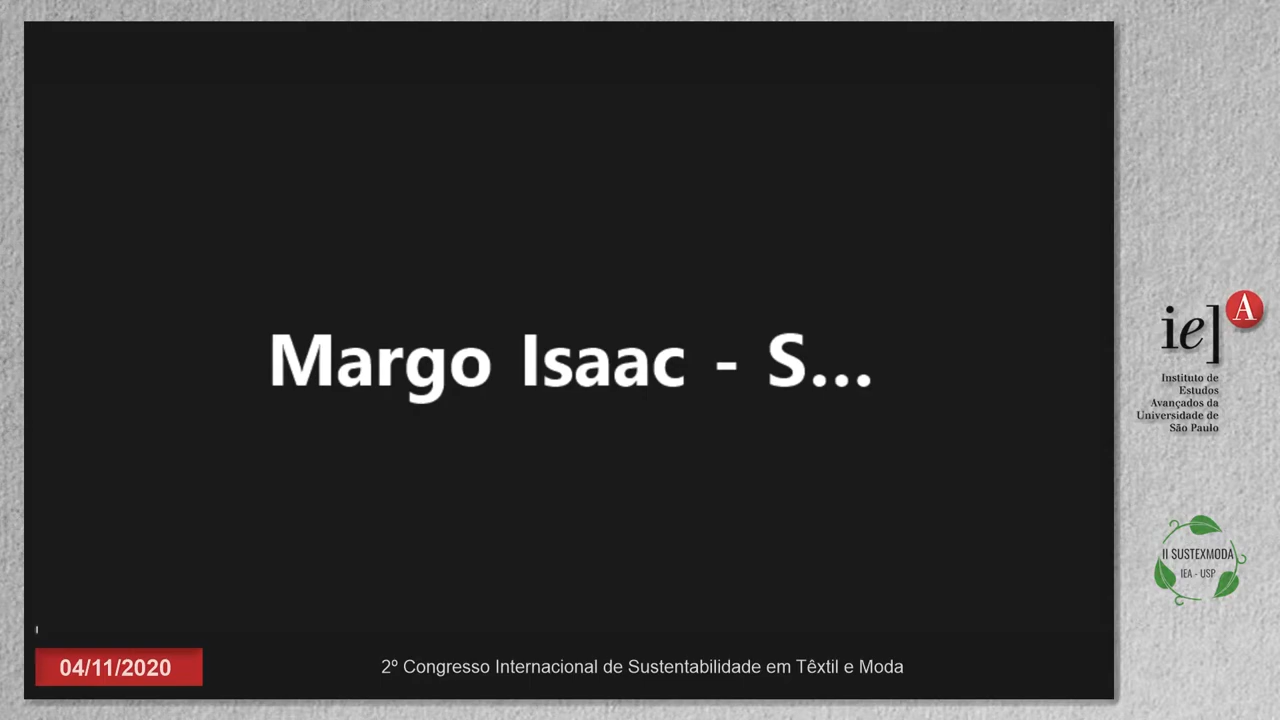 Margo Isaac - S...
04/11/2020
2º Congresso Internacional de Sustentabilidade em Têxtil e Moda
ie]A
Instituto de
Estudos
Avançados da
Universidade de
São Paulo
II SUSTEXMODA
IEA - USP